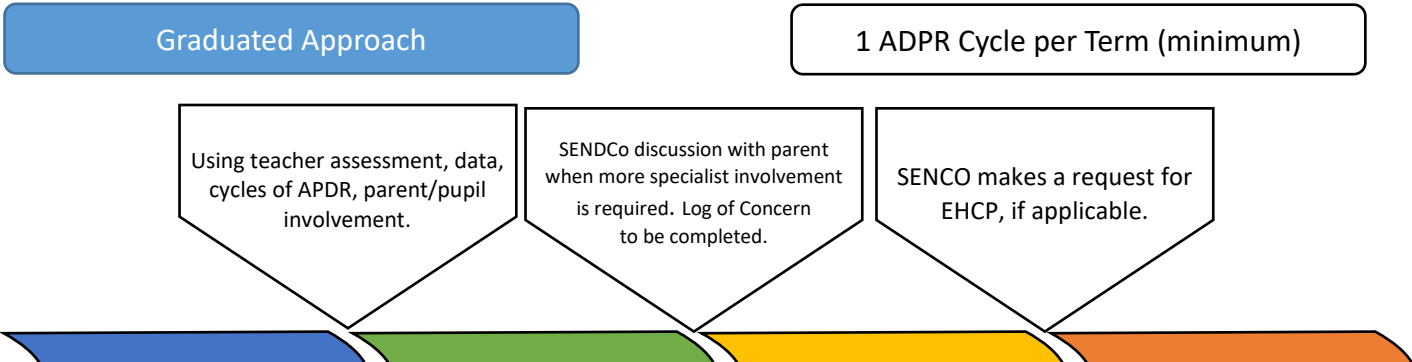 Graduated Approach
1 ADPR Cycle per Term (minimum)
Using teacher assessment, data,
cycles of APDR, parent/pupil
involvement.
SENDCo discussion with parent
when more specialist involvement
is required. Log of Concern
to be completed.
SENCO makes a request for
EHCP, if applicable.